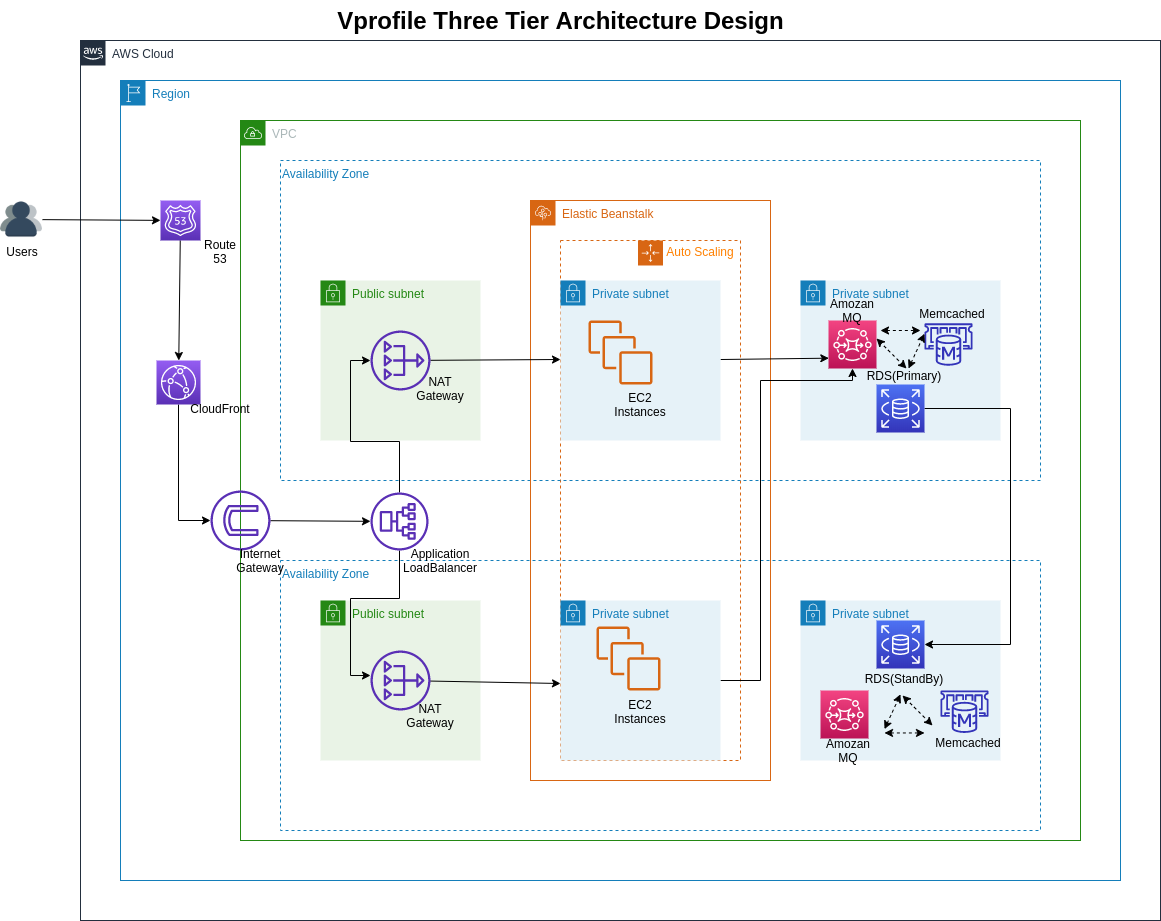 Vprofile Three Tier Architecture Design
aws
AWS Cloud
Region
VPC
Availability Zone
Users
53
Route
53
Elastic Beanstalk
Auto Scaling
Public subnet
Private subnet
Private subnet
Amozan
MQ
Memcached
M
NAT
Gateway
EC2
Instances
RDS(Primary)
CloudFront
Internet
Gateway
Application
LoadBalancer
Availability Zone
Public subnet
Private subnet
Private subnet
NAT
Gateway
EC2
Instances
RDS(StandBy)
M
Amozan
MQ
Memcached